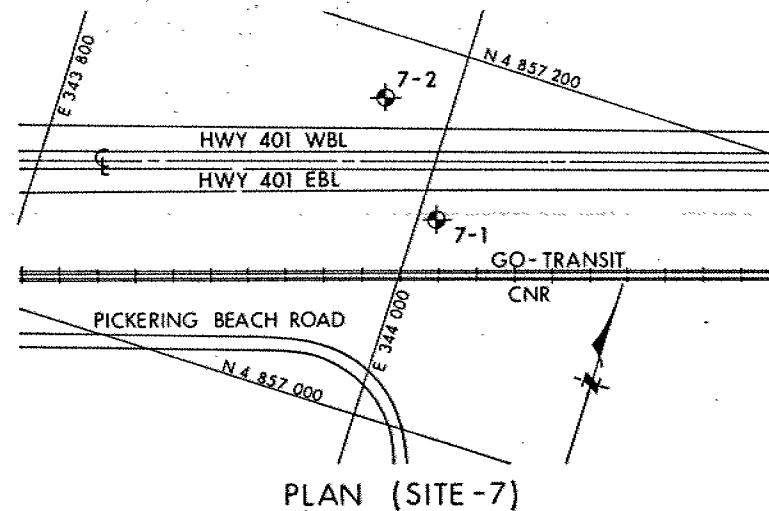 E 343 800
7-2
N 4 857 200
HWY 401 WBL
HWY 401 EBL
7-1
GO-TRANSIT
CNR
PICKERING BEACH ROAD
E 344 000
N 4 857 000
N
PLAN (SITE-7)